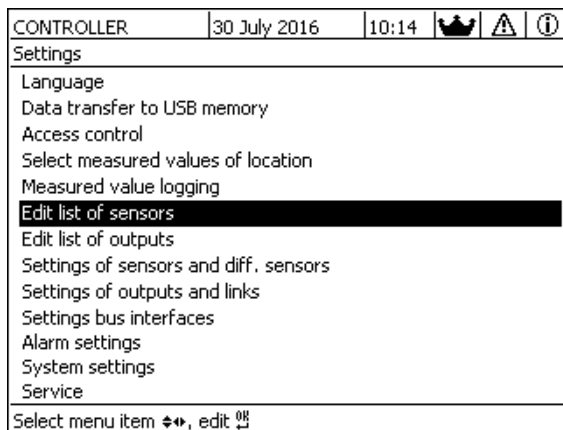 CONTROLLER 30 July 2016 10:14
Settings
Language
Data transfer to USB memory
Access control
Select measured values of location
Measured value logging
Edit list of sensors
Edit list of outputs
Settings of sensors and diff. sensors
Settings of outputs and links
Settings bus interfaces
Alarm settings
System settings
Service
Select menu item, edit OK